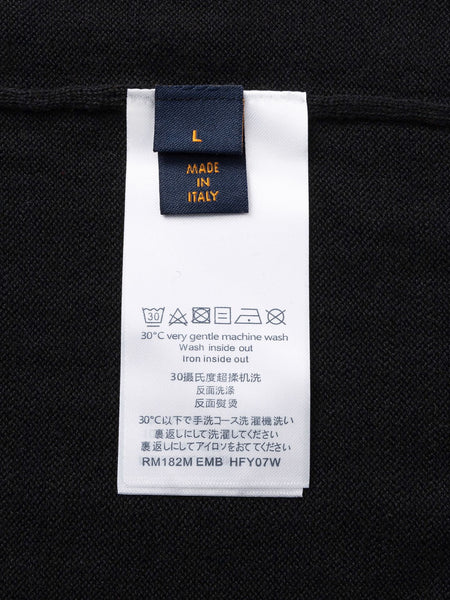 L
MADE
IN
ITALY
30
30°C very gentle machine wash
Wash inside out
Iron inside out
30摄氏度超揉机洗
反面洗涤
反面熨烫
30℃以下で手洗コース洗濯機洗い
裏返しにして洗濯してください
裏返しにしてアイロンをおててください
RM182M EMB HFY07W